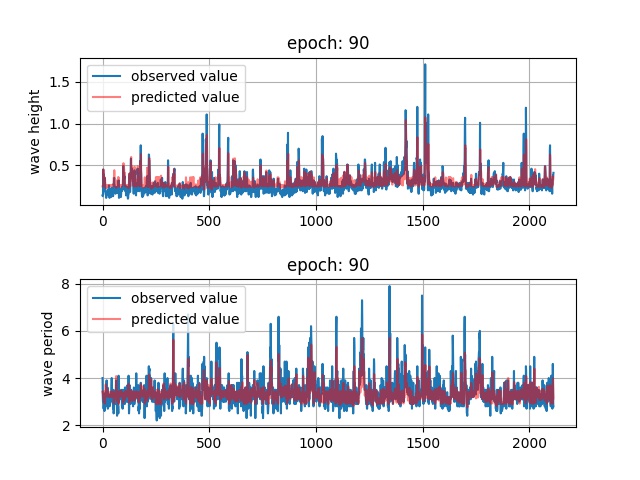 epoch: 90
observed value
predicted value
wave height
1.5
1.0
0.5
0 500 1000 1500 2000
epoch: 90
observed value
predicted value
wave period
8
6
4
2
0 500 1000 1500 2000